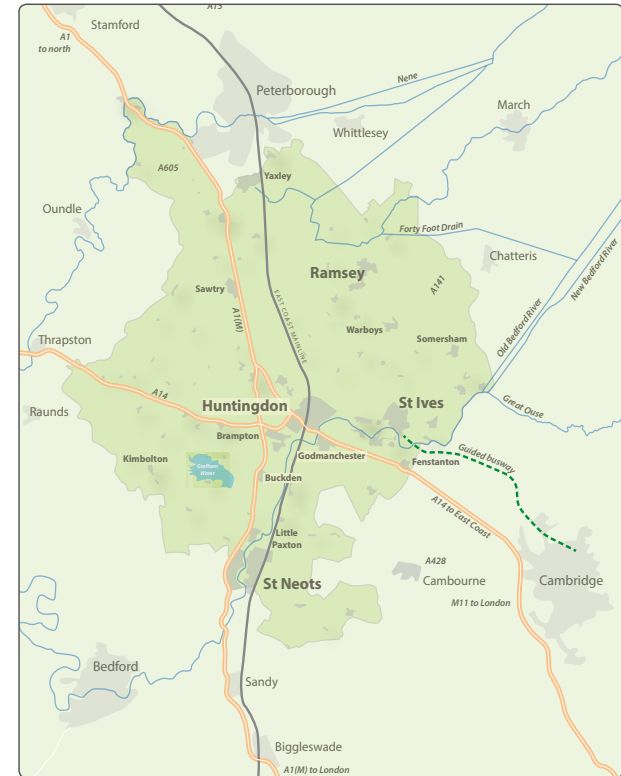 A15
Stamford
A1
to north
Peterborough
Nene
March
Whittlesey
A605
Yaxley
Oundle
Forty Foot Drain
Chatteris
Ramsey
A141
New Bedford River
Sawtry
EAST COAST MAINLINE
A1(M)
Old Bedford River
Warboys
Somersham
Thrapston
A14
Huntingdon
St Ives
Great Ouse
Raunds
Brampton
Godmanchester
Guided busway
Kimbolton
Fenstanton
Grafham
Water
Buckden
A14 to East Coast
Little
Paxton
A428
St Neots
Cambourne
Cambridge
M11 to London
Bedford
Sandy
Biggleswade
A1(M) to London